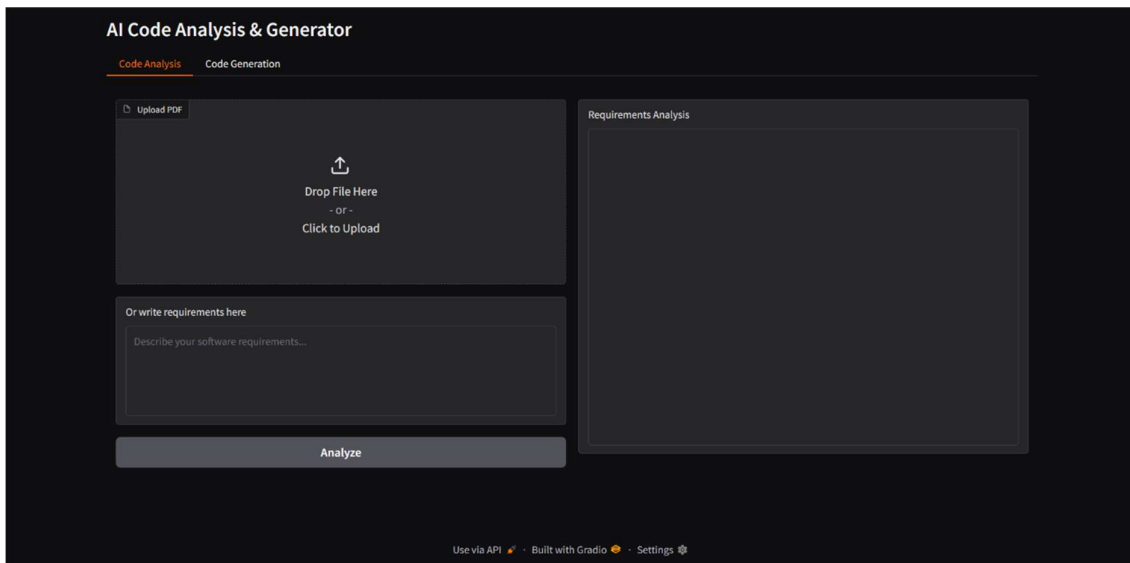 AI Code Analysis & Generator
Code Analysis
Code Generation
Upload PDF
Drop File Here
- or -
Click to Upload
Or write requirements here
Describe your software requirements...
Analyze
Requirements Analysis
Use via API · Built with Gradio · Settings